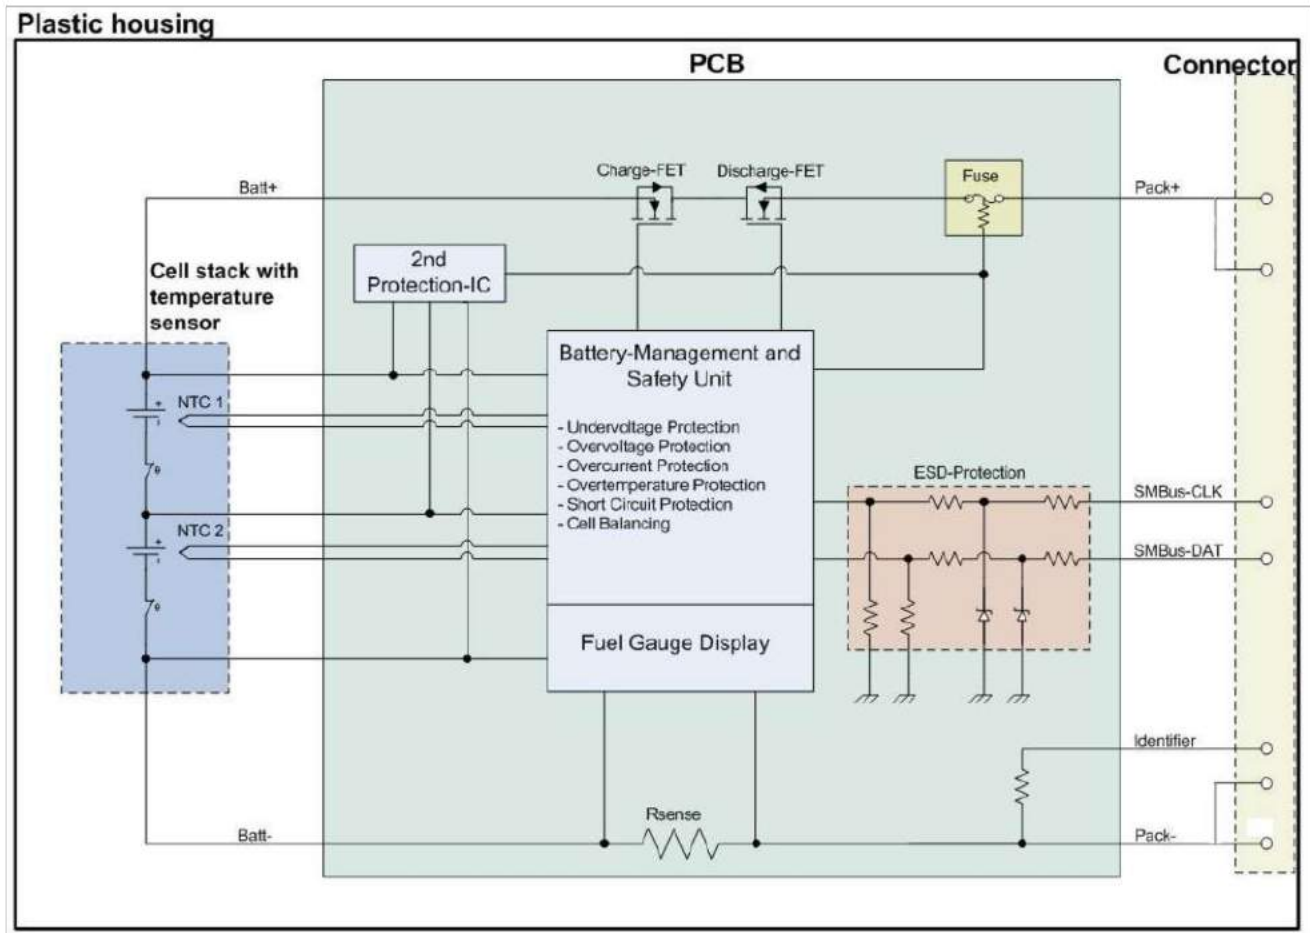 Plastic housing
PCB
Connector
Charge-FET
Discharge-FET
Fuse
Batt+
Pack+
2nd
Protection-IC
Cell stack with
temperature
sensor
Battery-Management and
Safety Unit
NTC 1
- Undervoltage Protection
- Overvoltage Protection
- Overcurrent Protection
- Overtemperature Protection
- Short Circuit Protection
- Cell Balancing
ESD-Protection
SMBus-CLK
NTC 2
SMBus-DAT
Fuel Gauge Display
Identifier
Rsense
Batt-
Pack-